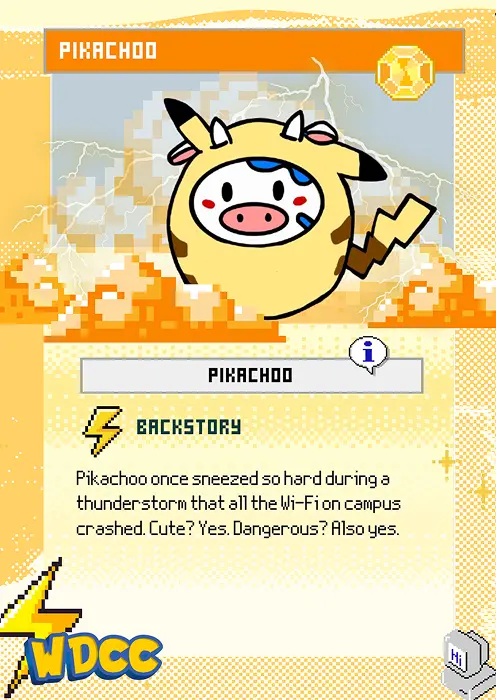 PIKACHOO
i
PIKACHOO
BACKSTORY
Pikachoo once sneezed so hard during a
thunderstorm that all the Wi-Fi on campus
crashed. Cute? Yes. Dangerous? Also yes.
Hi
WDCC